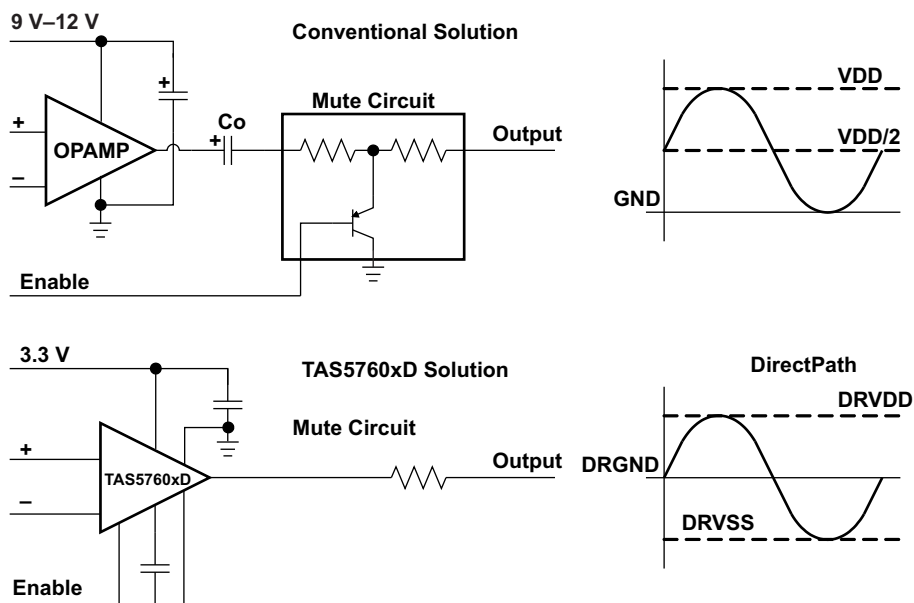 9 V–12 V
Conventional Solution
+
Mute Circuit
+
OPAMP
–
+ Co
Output
Enable
VDD
VDD/2
GND
3.3 V
TAS5760xD Solution
Mute Circuit
+
TAS5760xD
–
Output
Enable
DirectPath
DRVDD
DRGND
DRVSS